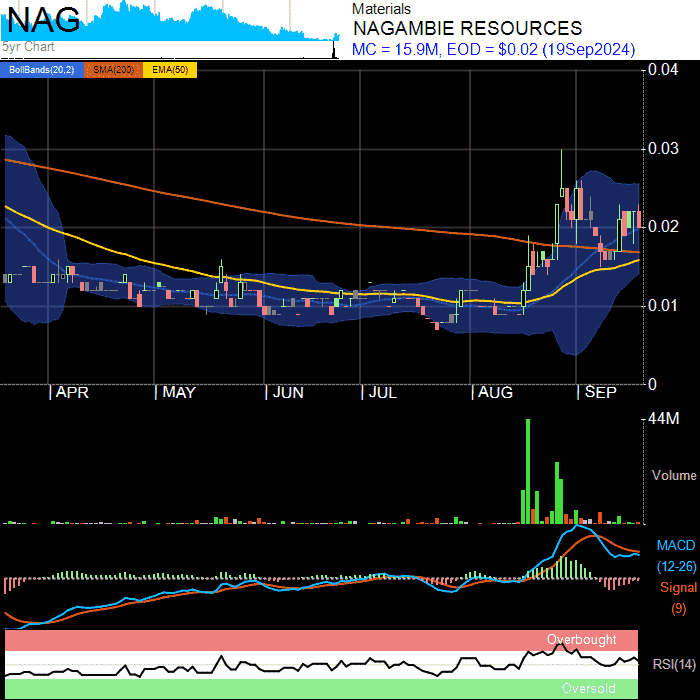 NAG
5yr Chart
Materials
NAGAMBIE RESOURCES
MC = 15.9M, EOD = $0.02 (19Sep2024)
BollBands(20,2) SMA(200) EMA(50)
0.04
0.03
0.02
0.01
0
APR MAY JUN JUL AUG SEP
44M
Volume
MACD
(12-26)
Signal
(9)
Overbought
RSI(14)
Oversold